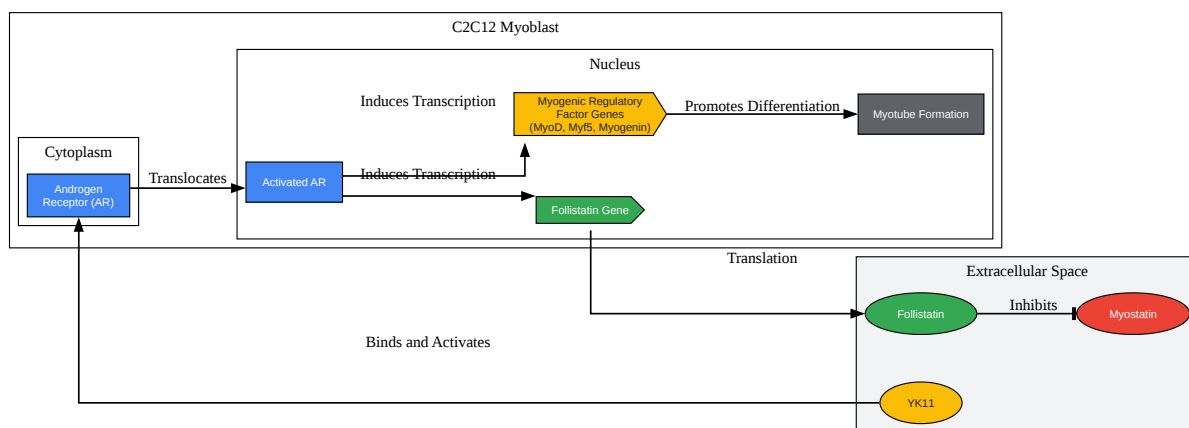 C2C12 Myoblast
Nucleus
Induces Transcription
Myogenic Regulatory
Factor Genes
(MyoD, Myf5, Myogenin)
Promotes Differentiation
Myotube Formation
Cytoplasm
Androgen
Receptor (AR)
Translocates
Activated AR
Induces Transcription
Follistatin Gene
Translation
Extracellular Space
Follistatin
Inhibits
Myostatin
Binds and Activates
YK11